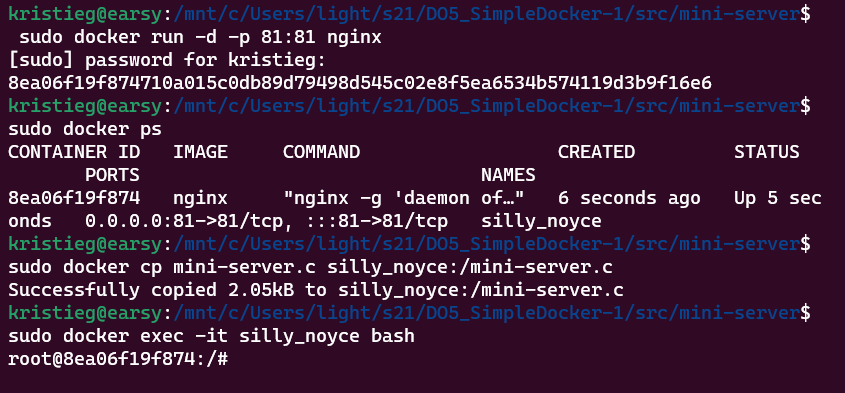 kristieg@earsy:/mnt/c/Users/light/s21/DO5_SimpleDocker-1/src/mini-server$
 sudo docker run -d -p 81:81 nginx
[sudo] password for kristieg:
8ea06f19f874710a015c0db89d79498d545c02e8f5ea6534b574119d3b9f16e6
kristieg@earsy:/mnt/c/Users/light/s21/DO5_SimpleDocker-1/src/mini-server$
sudo docker ps
CONTAINER ID   IMAGE     COMMAND                  CREATED         STATUS
       PORTS                               NAMES
8ea06f19f874   nginx     "nginx -g 'daemon of…"   6 seconds ago   Up 5 sec
onds   0.0.0.0:81->81/tcp, :::81->81/tcp   silly_noyce
kristieg@earsy:/mnt/c/Users/light/s21/DO5_SimpleDocker-1/src/mini-server$
sudo docker cp mini-server.c silly_noyce:/mini-server.c
Successfully copied 2.05kB to silly_noyce:/mini-server.c
kristieg@earsy:/mnt/c/Users/light/s21/DO5_SimpleDocker-1/src/mini-server$
sudo docker exec -it silly_noyce bash
root@8ea06f19f874:/#